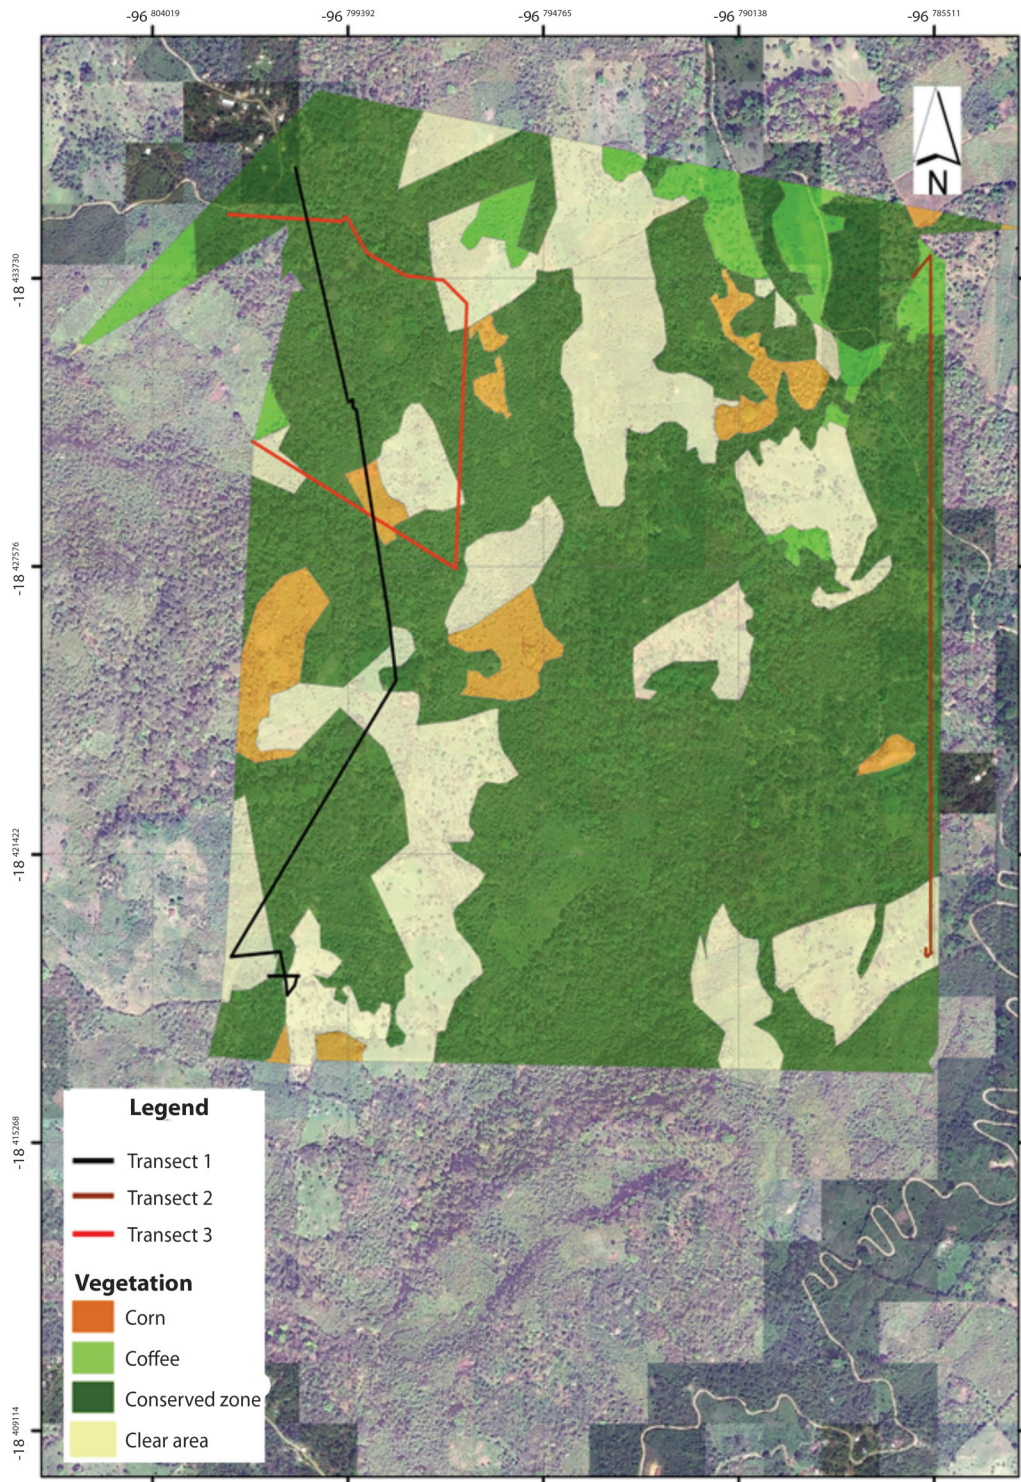 -96 804019 -96 799392 -96 794765 -96 790138 -96 785511
N
-18 433730
-18 427576
-18 421422
-18 415268
-18 409114
Legend
Transect 1
Transect 2
Transect 3
Vegetation
Corn
Coffee
Conserved zone
Clear area